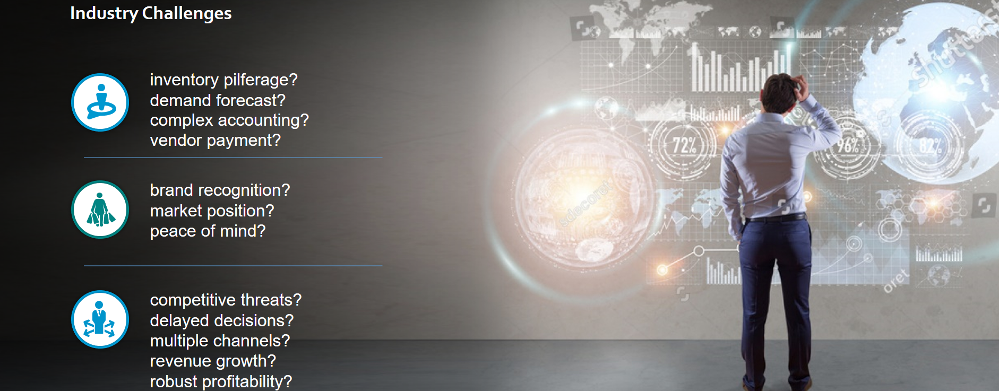 Industry Challenges
inventory pilferage?
demand forecast?
complex accounting?
vendor payment?
brand recognition?
market position?
peace of mind?
competitive threats?
delayed decisions?
multiple channels?
revenue growth?
robust profitability?
72%
96%
82%
shutterst
sdecoret
oret